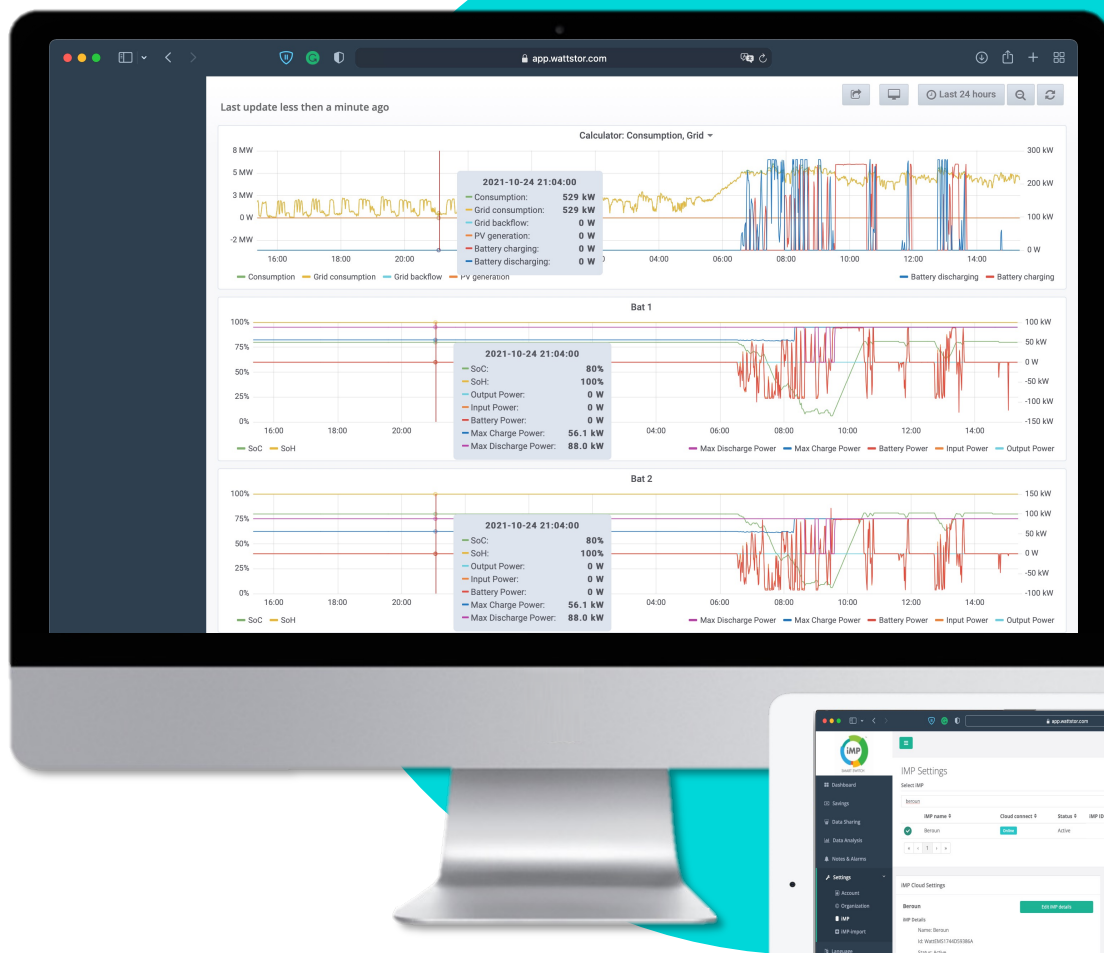 app.wattstor.com
Last update less then a minute ago
Last 24 hours
Calculator: Consumption, Grid
8 MW
5 MW
3 MW
0 W
-2 MW
300 kW
200 kW
100 kW
0 W
16:00 18:00 20:00 04:00 06:00 08:00 10:00 12:00 14:00
2021-10-24 21:04:00
Consumption: 529 kW
Grid consumption: 529 kW
Grid backflow: 0 W
PV generation: 0 W
Battery charging: 0 W
Battery discharging: 0 W
Consumption Grid consumption Grid backflow PV generation
Battery discharging Battery charging
Bat 1
100%
75%
50%
25%
0%
100 kW
50 kW
0 W
-50 kW
-100 kW
-150 kW
16:00 18:00 20:00 04:00 06:00 08:00 10:00 12:00 14:00
2021-10-24 21:04:00
SoC: 80%
SoH: 100%
Output Power: 0 W
Input Power: 0 W
Battery Power: 0 W
Max Charge Power: 56.1 kW
Max Discharge Power: 88.0 kW
SoC SoH
Max Discharge Power Max Charge Power Battery Power Input Power Output Power
Bat 2
100%
75%
50%
25%
0%
150 kW
100 kW
50 kW
0 W
-50 kW
-100 kW
16:00 18:00 20:00 04:00 06:00 08:00 10:00 12:00 14:00
2021-10-24 21:04:00
SoC: 80%
SoH: 100%
Output Power: 0 W
Input Power: 0 W
Battery Power: 0 W
Max Charge Power: 56.1 kW
Max Discharge Power: 88.0 kW
SoC SoH
Max Discharge Power Max Charge Power Battery Power Input Power Output Power
app.wattstor.com
iMP
SMART SWITCH
Dashboard
Savings
Data Sharing
Data Analysis
Notes & Alarms
Settings
Account
Organization
IMP
IMP-import
Language
IMP Settings
Select IMP
beroun
IMP name Cloud connect Status IMP ID
Beroun Online Active
1
IMP Cloud Settings
Beroun
Edit IMP details
IMP Details
Name: Beroun
Status: Active